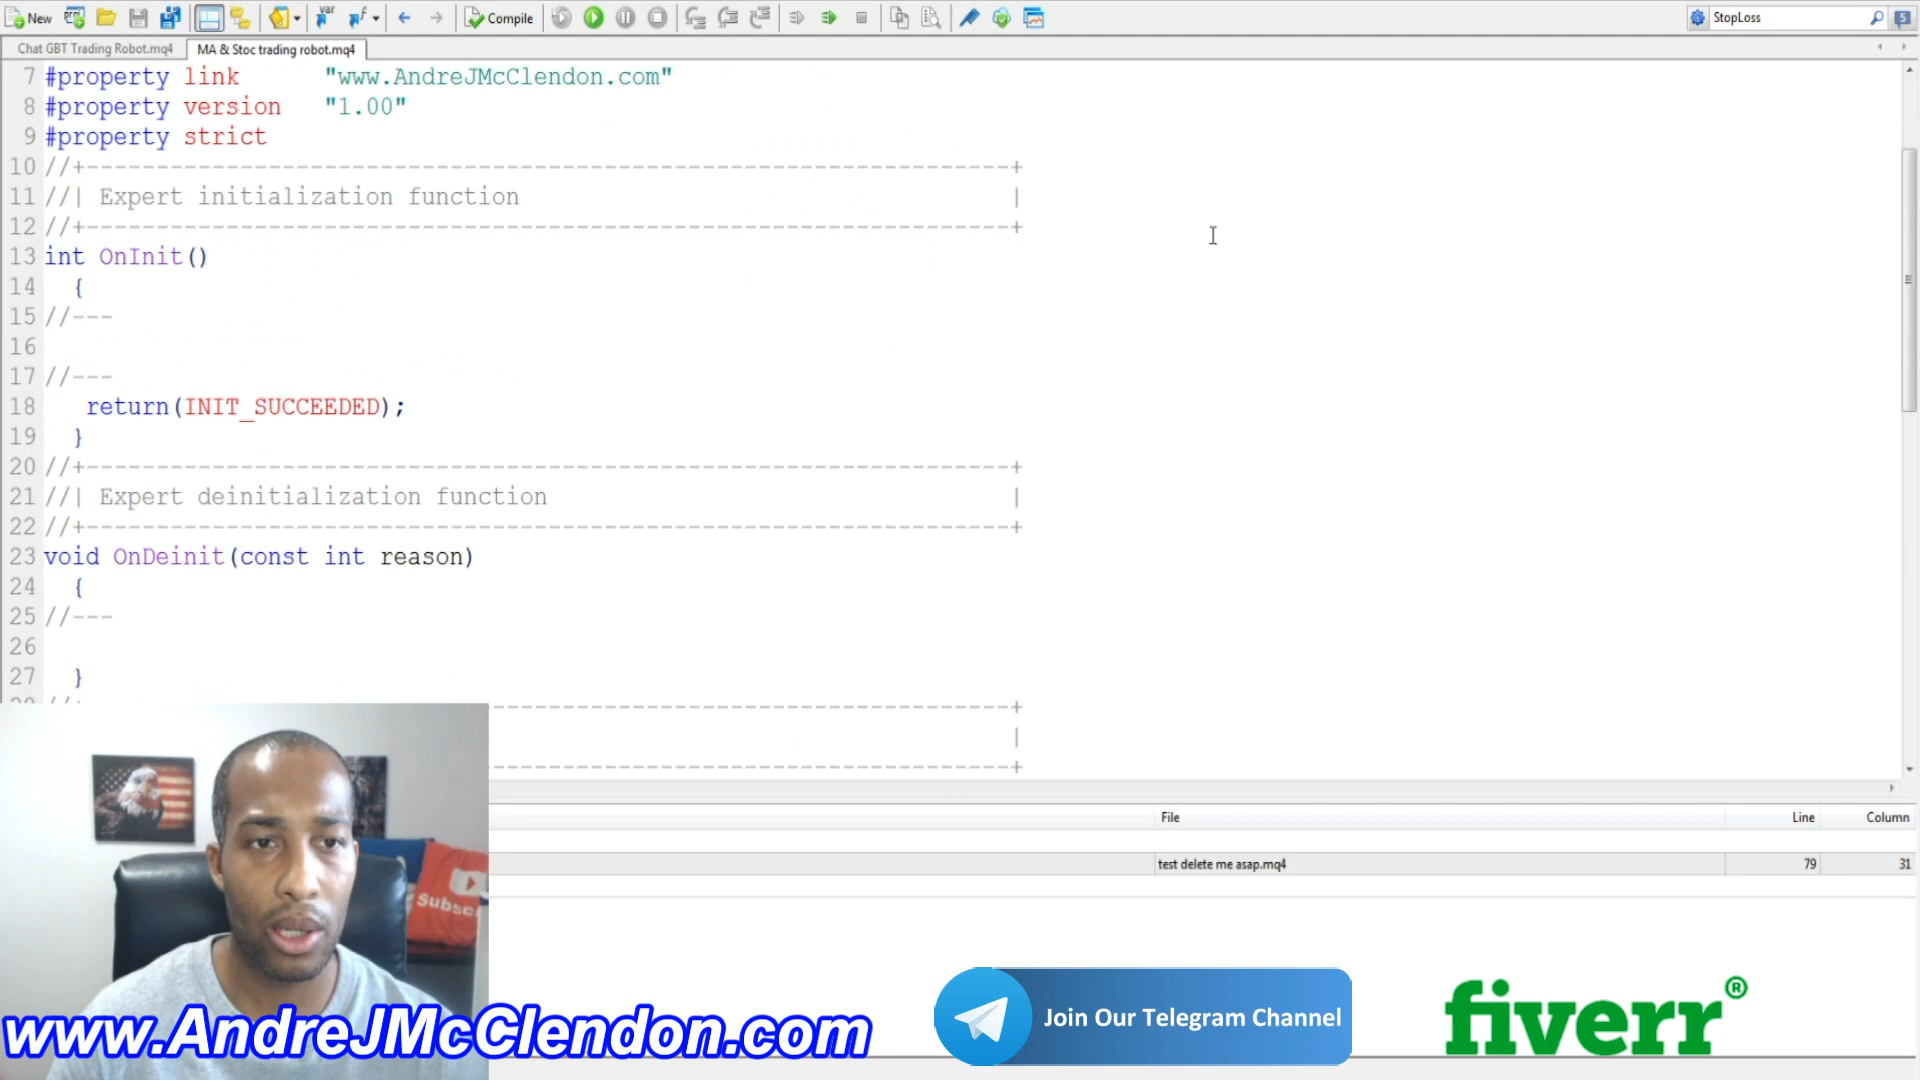 New Compile StopLoss 5
Chat GBT Trading Robot.mq4 MA & Stoc trading robot.mq4
7 #property link "www.AndreJMcClendon.com"
8 #property version "1.00"
9 #property strict
10 //+------------------------------------------------------------------+
11 //| Expert initialization function |
12 //+------------------------------------------------------------------+
13 int OnInit()
14 {
15 //---
16
17 //---
18 return(INIT_SUCCEEDED);
19 }
20 //+------------------------------------------------------------------+
21 //| Expert deinitialization function |
22 //+------------------------------------------------------------------+
23 void OnDeinit(const int reason)
24 {
25 //---
26
27 }
File Line Column
test delete me asap.mq4 79 31
www.AndreJMcClendon.com
Join Our Telegram Channel
fiverr®